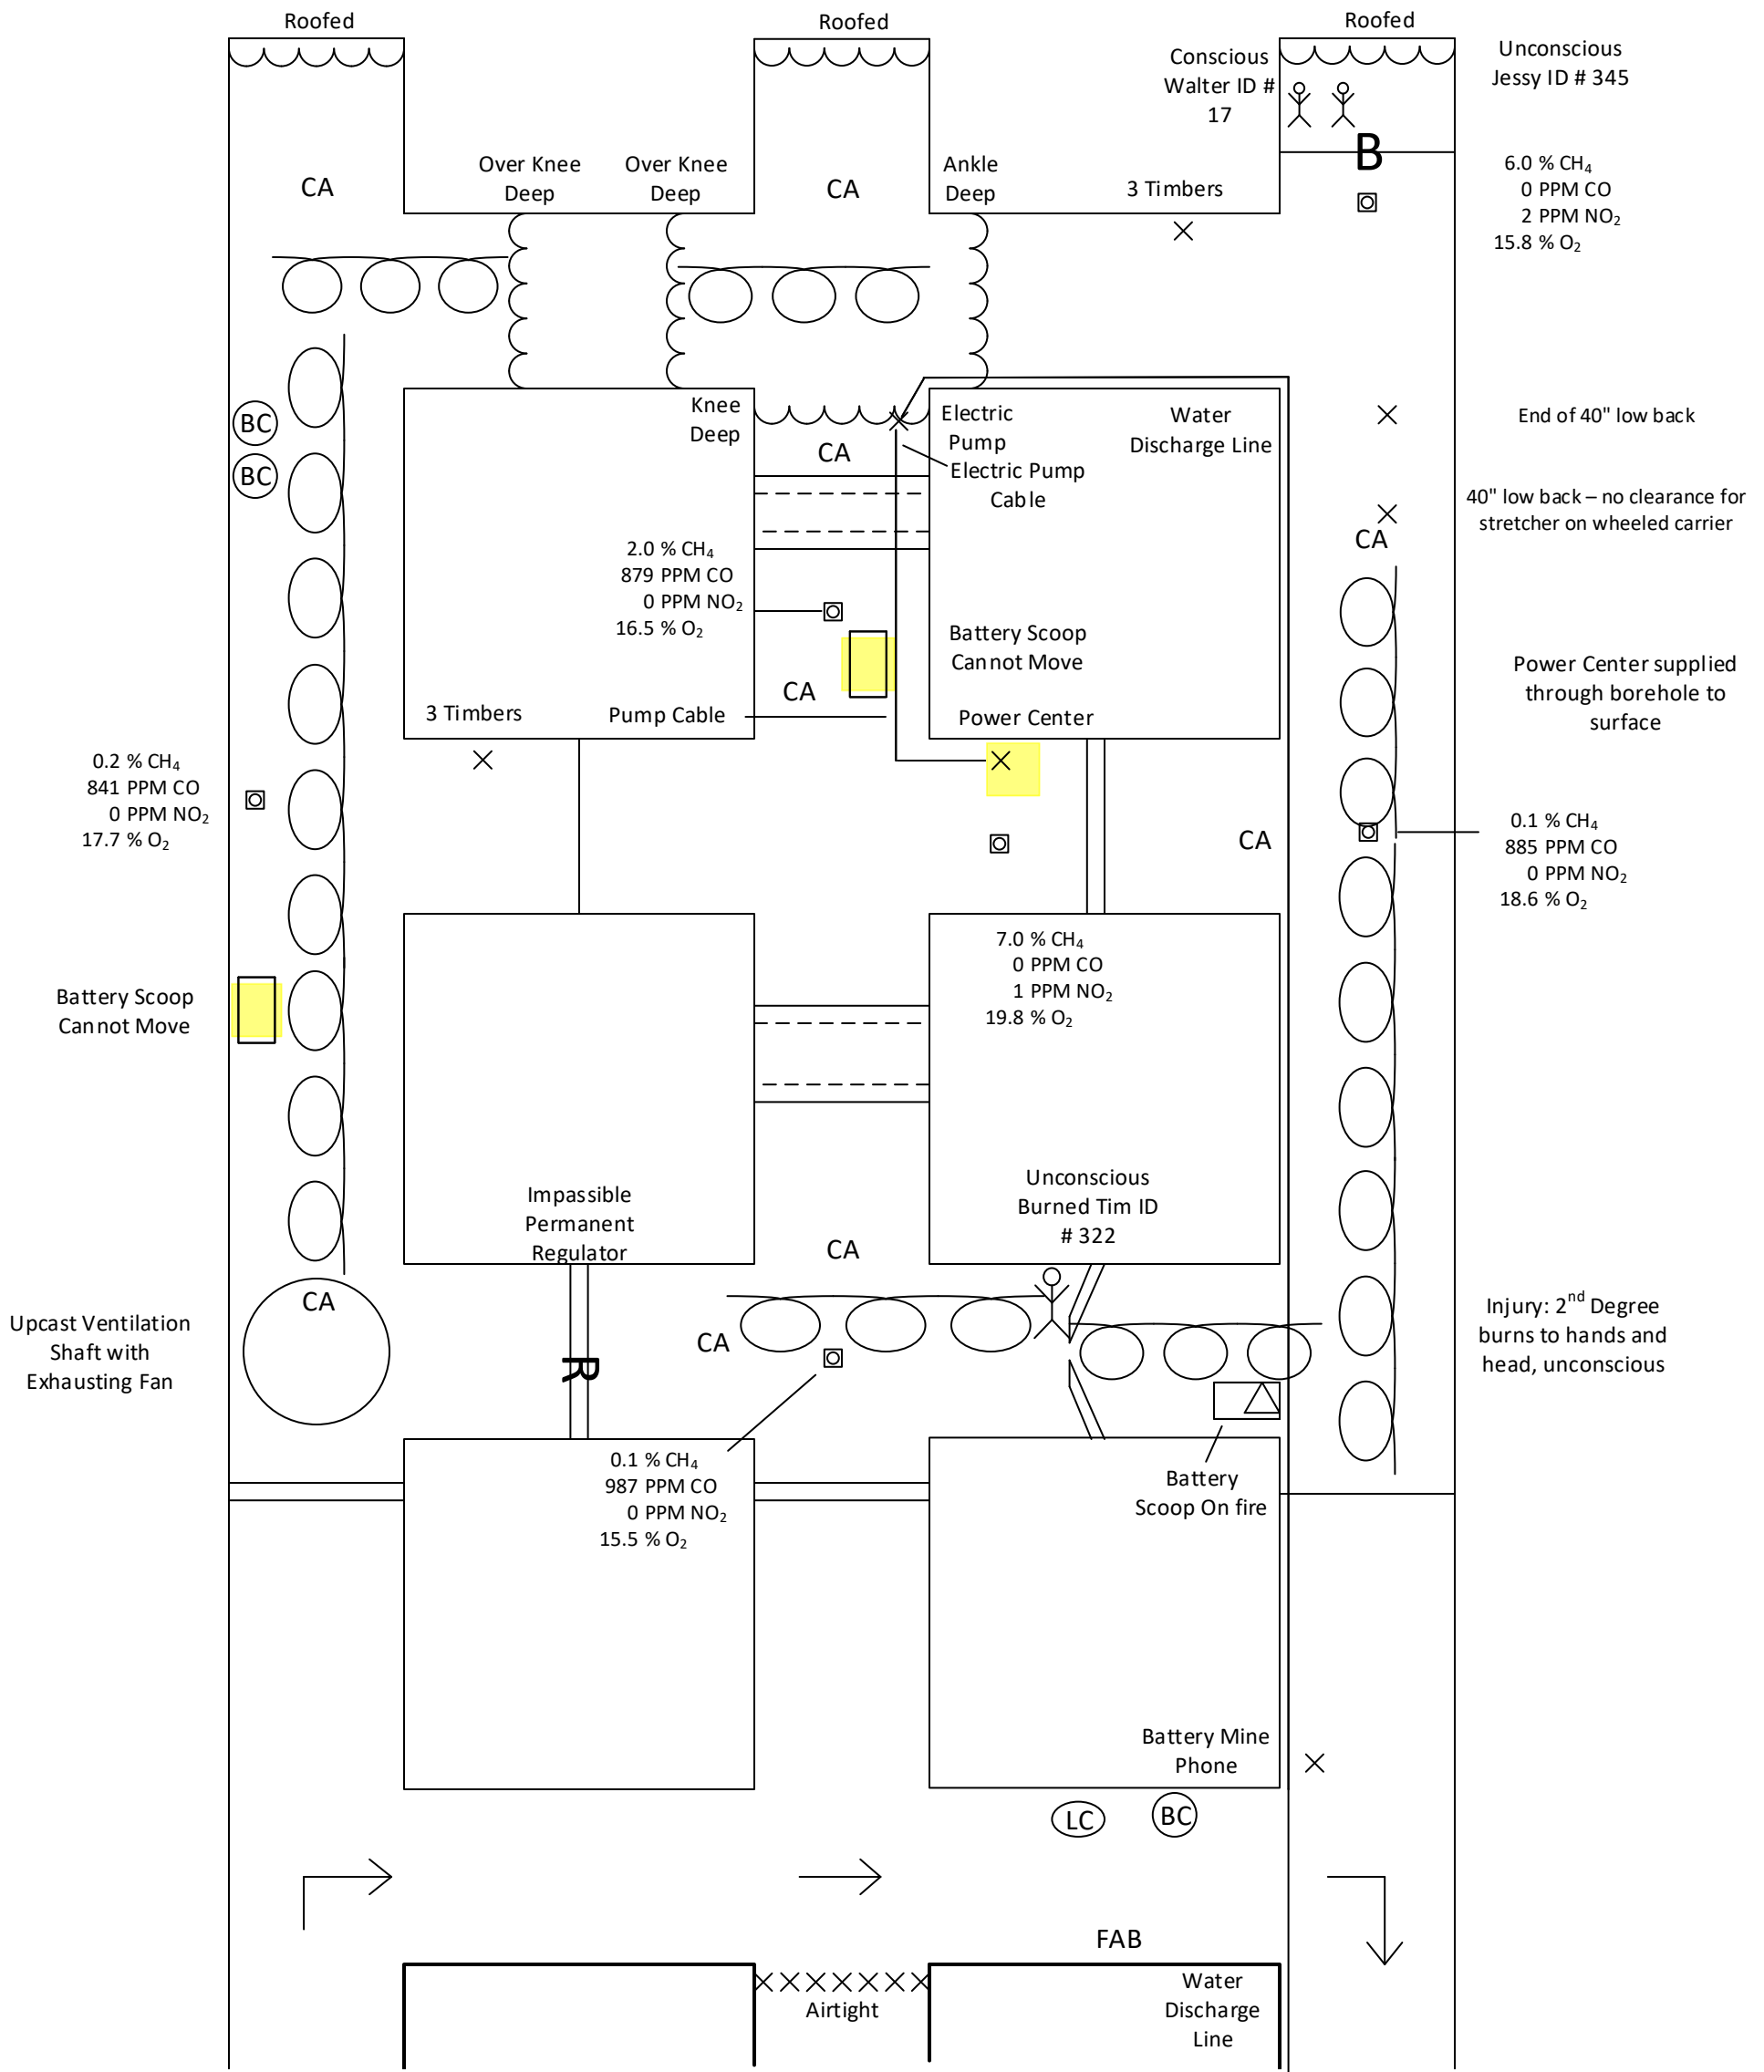 Roofed
Roofed
Roofed
Conscious
Walter ID #
17
Unconscious
Jessy ID # 345
B
CA
Over Knee
Deep
Over Knee
Deep
CA
Ankle
Deep
3 Timbers
6.0 % CH₄
0 PPM CO
2 PPM NO₂
15.8 % O₂
BC
BC
Knee
Deep
CA
Electric
Pump
Electric Pump
Cable
Water
Discharge Line
End of 40" low back
40" low back – no clearance for
stretcher on wheeled carrier
CA
2.0 % CH₄
879 PPM CO
0 PPM NO₂
16.5 % O₂
Battery Scoop
Cannot Move
CA
3 Timbers
Pump Cable
Power Center
Power Center supplied
through borehole to
surface
0.2 % CH₄
841 PPM CO
0 PPM NO₂
17.7 % O₂
CA
0.1 % CH₄
885 PPM CO
0 PPM NO₂
18.6 % O₂
7.0 % CH₄
0 PPM CO
1 PPM NO₂
19.8 % O₂
Battery Scoop
Cannot Move
Impassible
Permanent
Regulator
Unconscious
Burned Tim ID
# 322
CA
CA
Upcast Ventilation
Shaft with
Exhausting Fan
R
CA
Injury: 2nd Degree
burns to hands and
head, unconscious
0.1 % CH₄
987 PPM CO
0 PPM NO₂
15.5 % O₂
Battery
Scoop On fire
Battery Mine
Phone
LC
BC
FAB
Airtight
Water
Discharge
Line